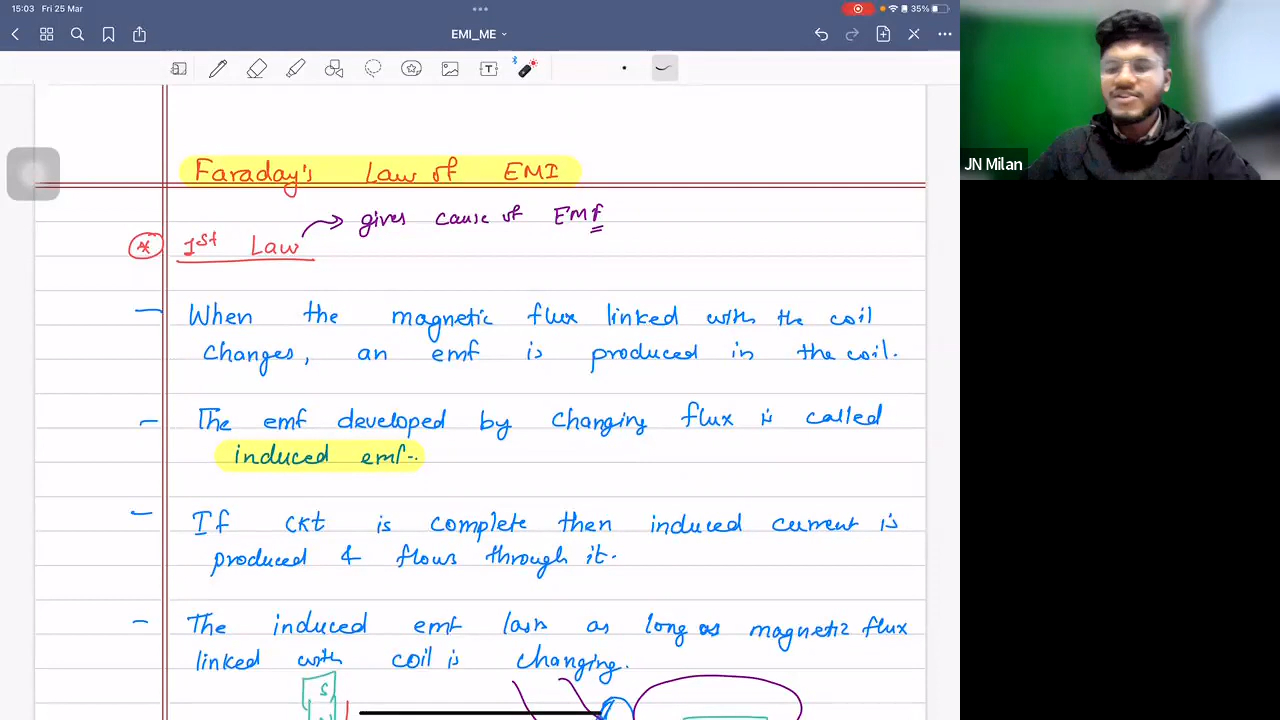 15:03 Fri 25 Mar
35%
EMI_ME
JN Milan
Faraday's Law of EMI
gives cause of EMF
1st Law
When the magnetic flux linked with the coil
changes, an emf is produced in the coil.
The emf developed by changing flux is called
induced emf.
If ckt is complete then induced current is
produced & flows through it.
The induced emf lasts as long as magnetic flux
linked with coil is changing.
S
N